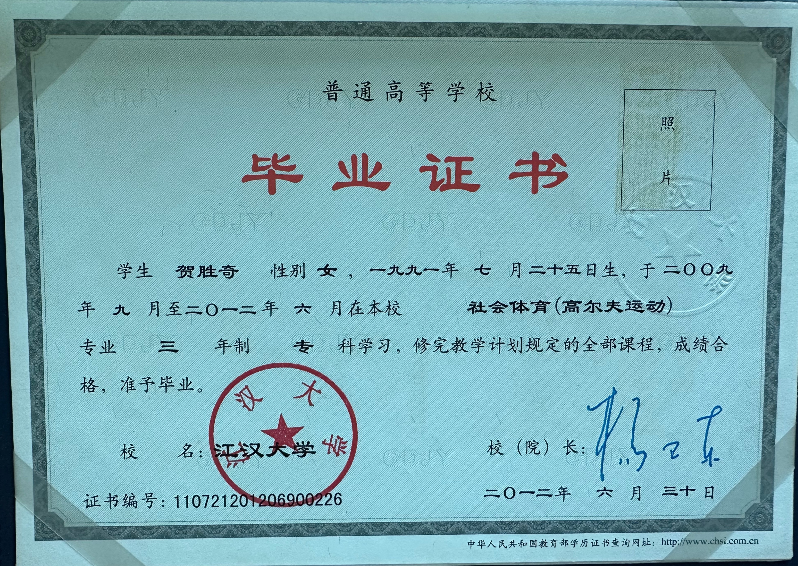 普通高等学校
照
片
毕业证书
学生 贺胜奇 性别 女，一九九一年 七 月二十五日生，于 二〇〇九
年 九 月至二〇一二年 六 月在本校 社会体育(高尔夫运动)
专业 三 年制 专 科学习，修完教学计划规定的全部课程，成绩合
格，准予毕业。
江汉大学
校 名：江汉大学
校（院）长：
证书编号：110721201206900226
二〇一二年 六 月 三十日
中华人民共和国教育部学历证书查询网址：http://www.chsi.com.cn